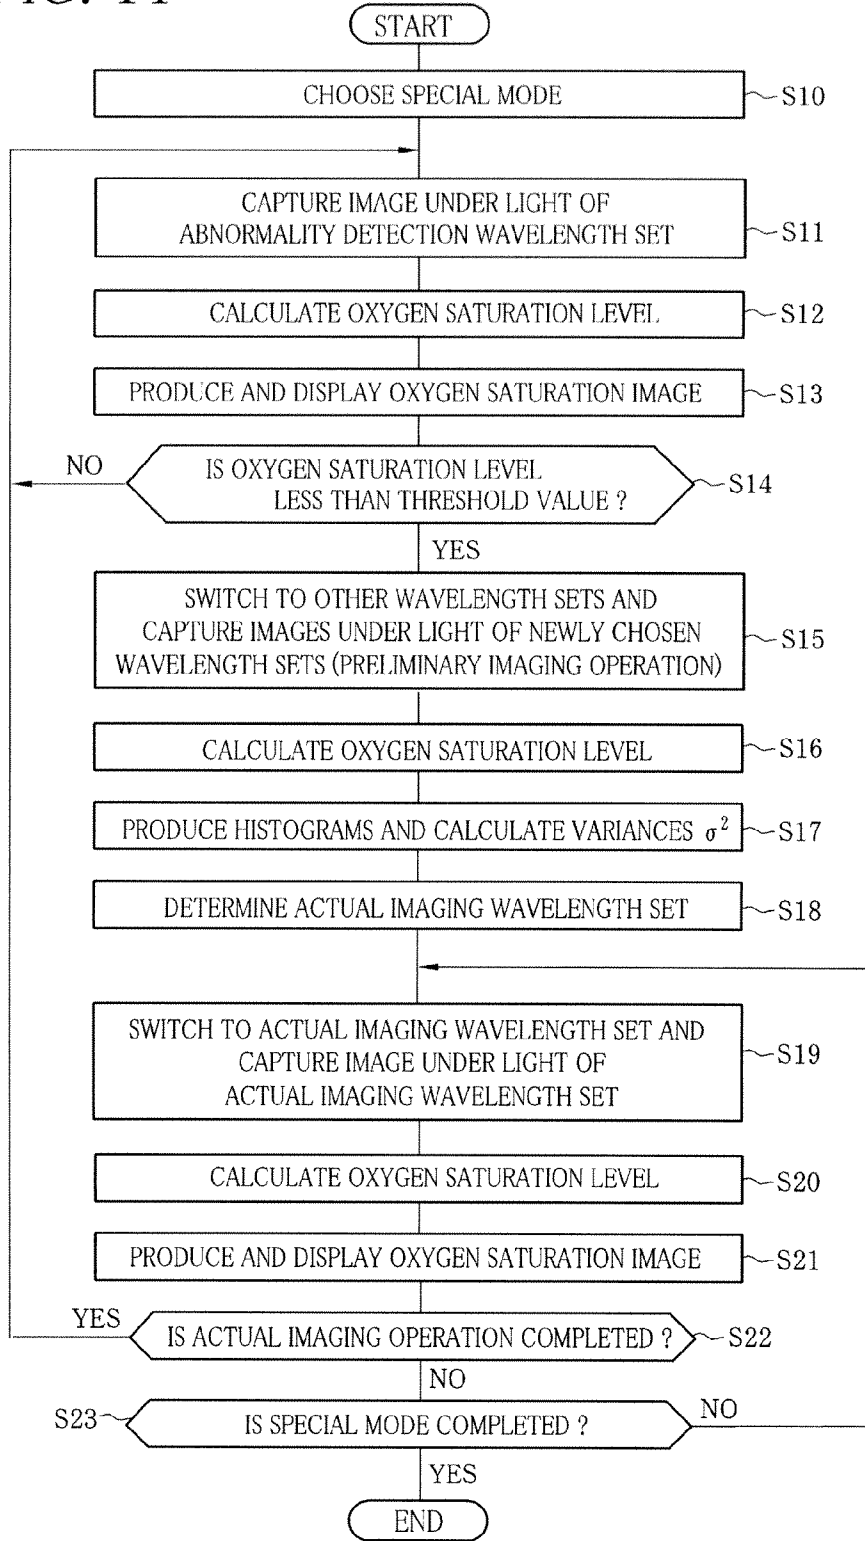 START
CHOOSE SPECIAL MODE
S10
CAPTURE IMAGE UNDER LIGHT OF
ABNORMALITY DETECTION WAVELENGTH SET
S11
CALCULATE OXYGEN SATURATION LEVEL
S12
PRODUCE AND DISPLAY OXYGEN SATURATION IMAGE
S13
NO
IS OXYGEN SATURATION LEVEL
LESS THAN THRESHOLD VALUE ?
S14
YES
SWITCH TO OTHER WAVELENGTH SETS AND
CAPTURE IMAGES UNDER LIGHT OF NEWLY CHOSEN
WAVELENGTH SETS (PRELIMINARY IMAGING OPERATION)
S15
CALCULATE OXYGEN SATURATION LEVEL
S16
PRODUCE HISTOGRAMS AND CALCULATE VARIANCES σ²
S17
DETERMINE ACTUAL IMAGING WAVELENGTH SET
S18
SWITCH TO ACTUAL IMAGING WAVELENGTH SET AND
CAPTURE IMAGE UNDER LIGHT OF
ACTUAL IMAGING WAVELENGTH SET
S19
CALCULATE OXYGEN SATURATION LEVEL
S20
PRODUCE AND DISPLAY OXYGEN SATURATION IMAGE
S21
YES
IS ACTUAL IMAGING OPERATION COMPLETED ?
S22
NO
S23
IS SPECIAL MODE COMPLETED ?
NO
YES
END